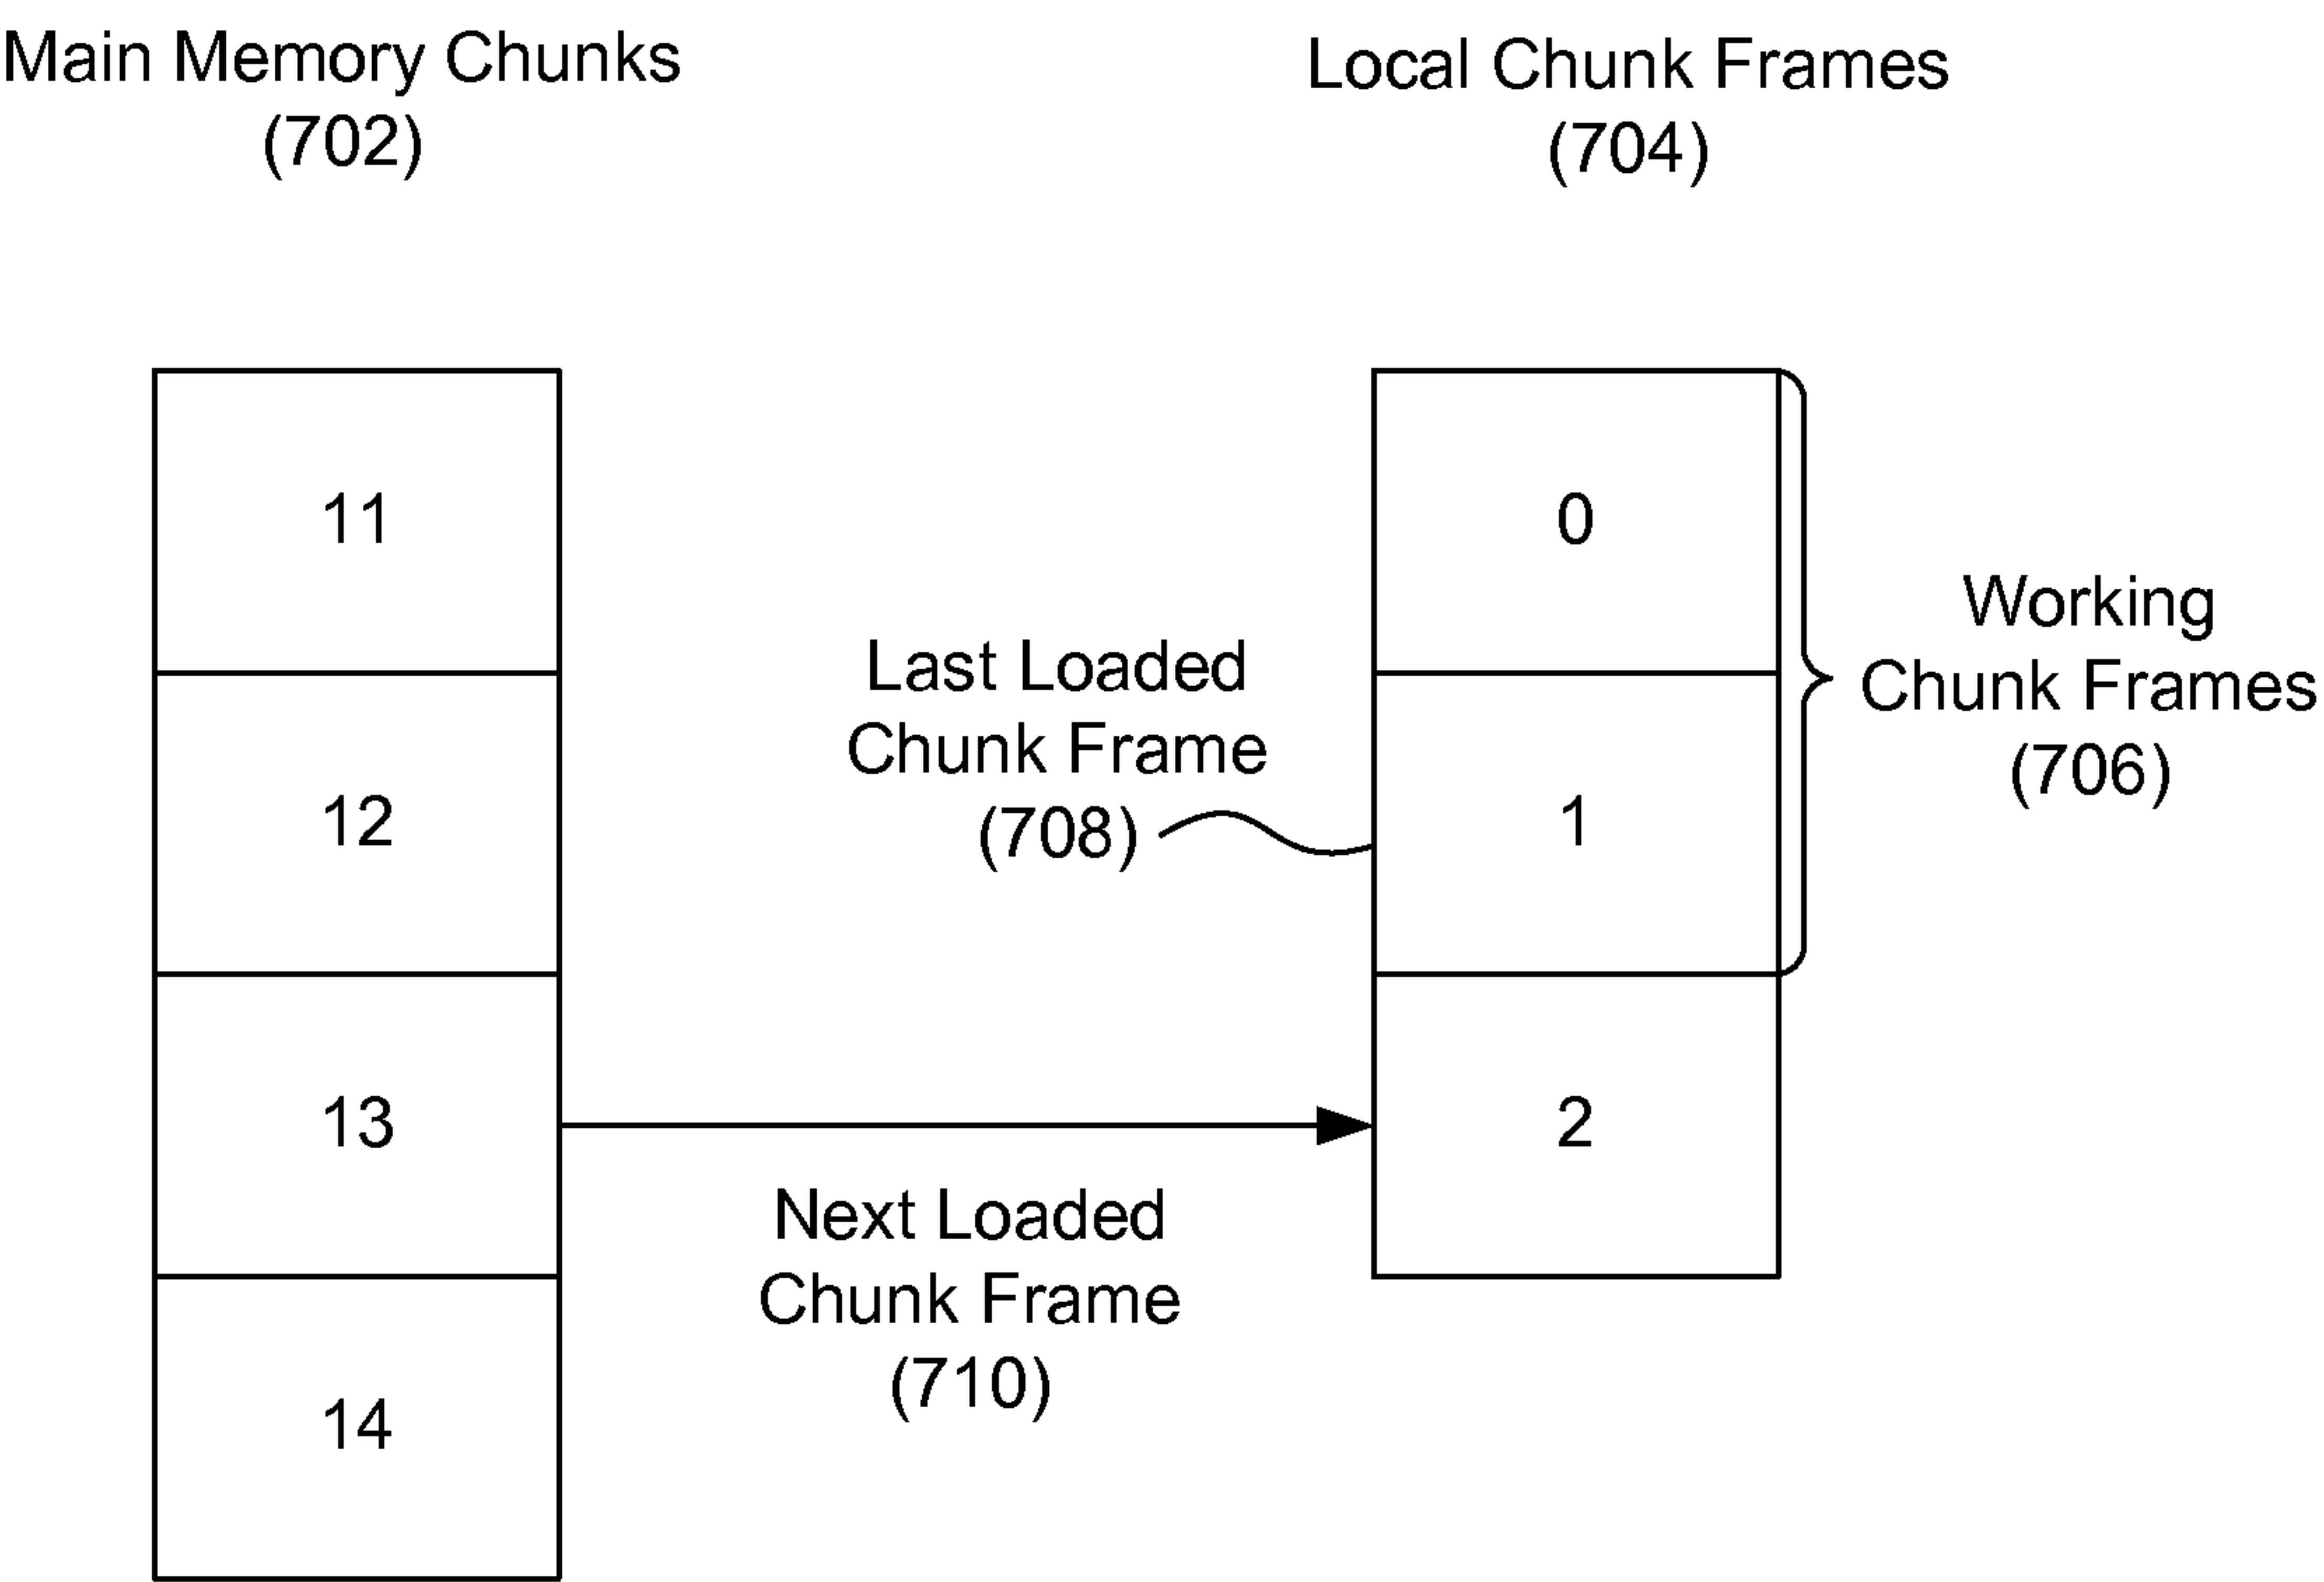 Main Memory Chunks
(702)
Local Chunk Frames
(704)
11
12
13
14
Last Loaded
Chunk Frame
(708)
Next Loaded
Chunk Frame
(710)
0
1
2
Working
Chunk Frames
(706)